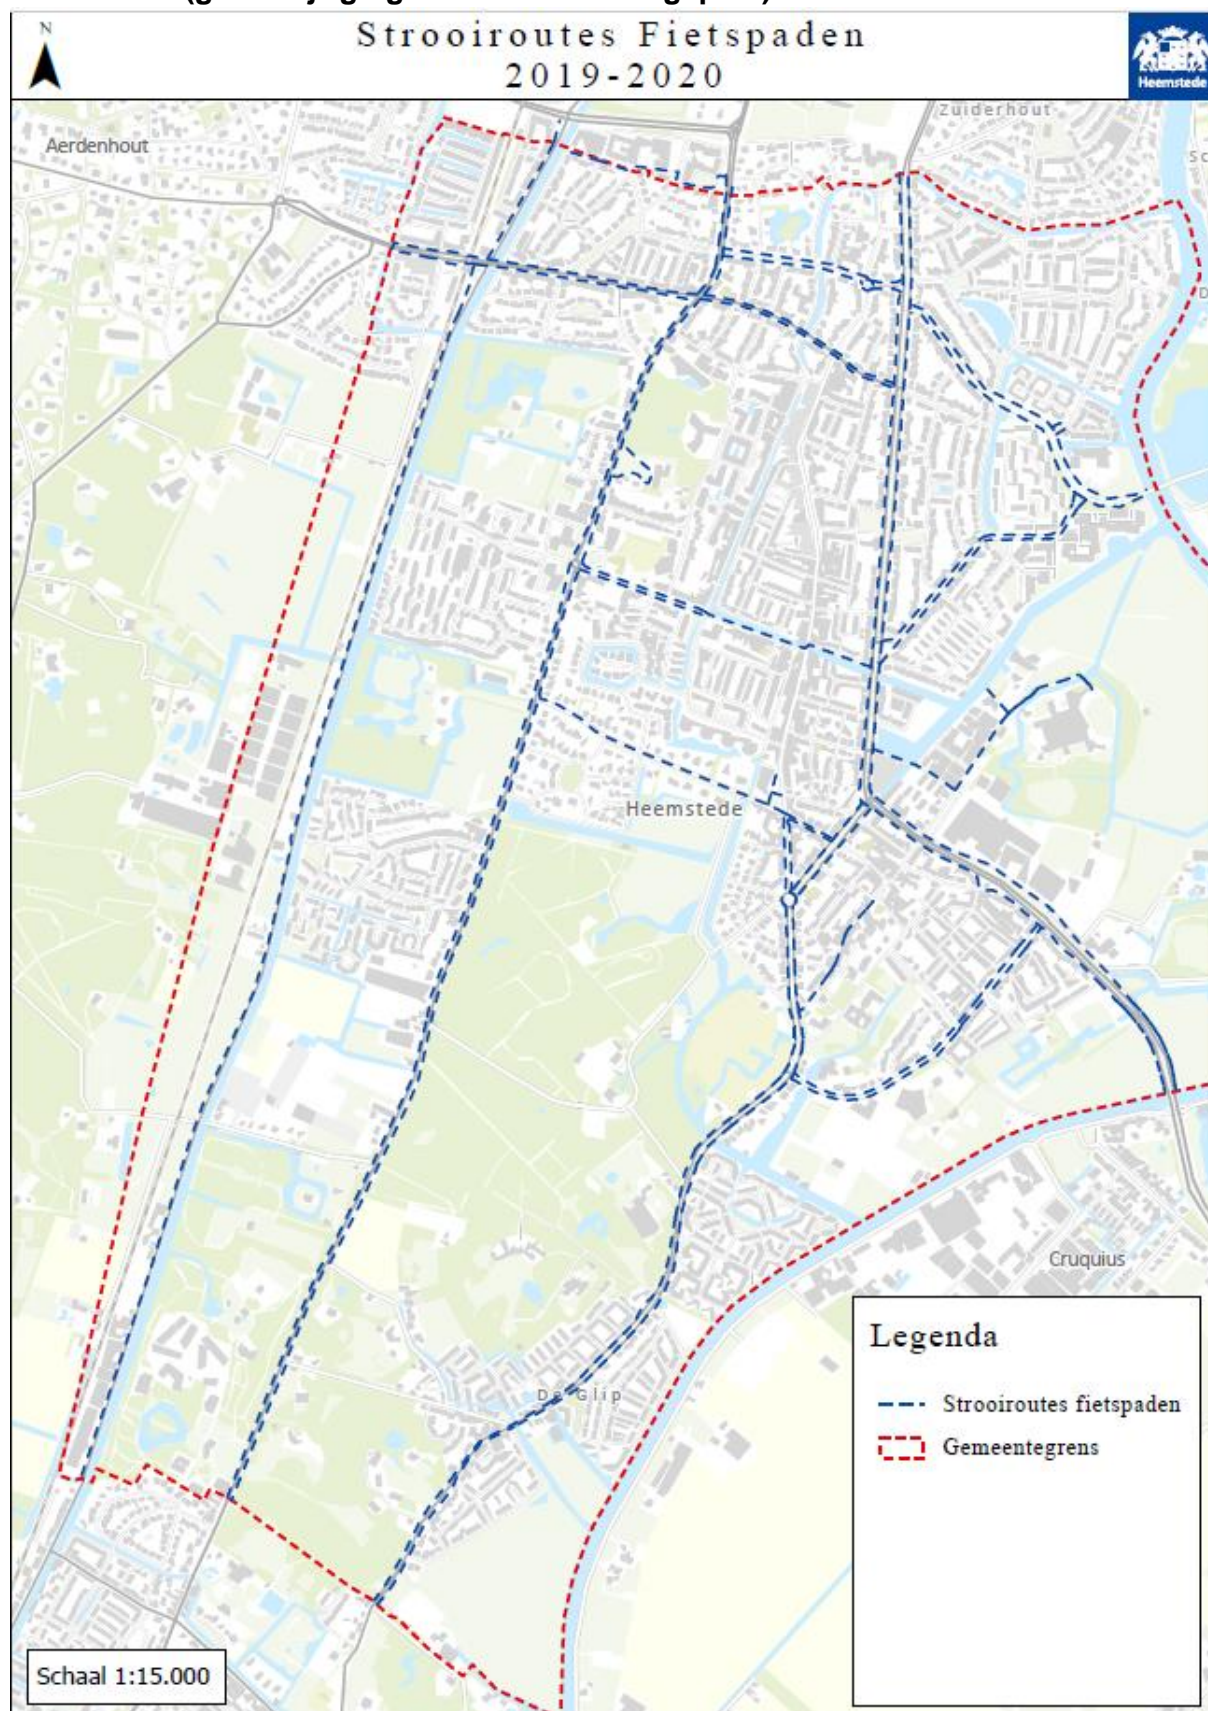 N
Strooiroutes Fietspaden
2019-2020
Heemstede
Zuiderhout
Aerdenhout
Sc
D
Heemstede
Cruquius
De Glip
Legenda
Strooiroutes fietspaden
Gemeentegrens
Schaal 1:15.000